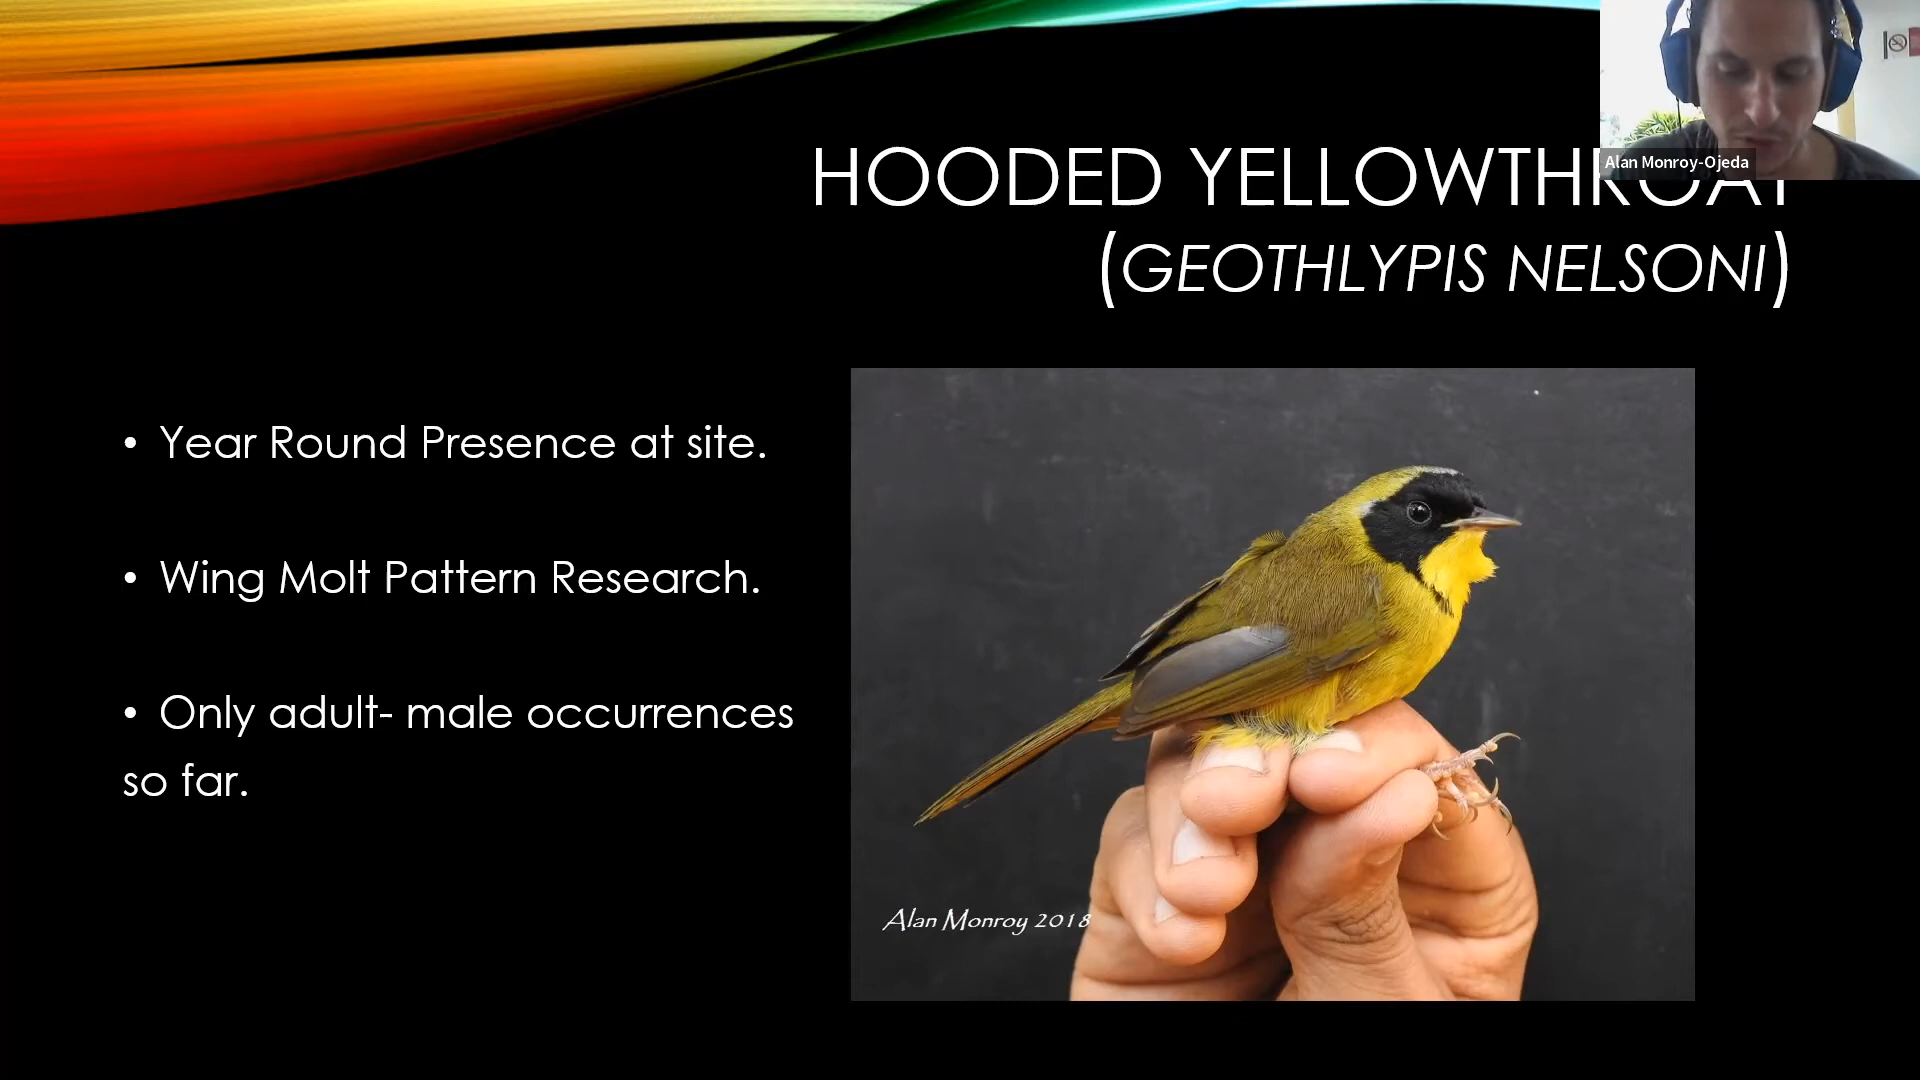 HOODED YELLOWTHROAT
(GEOTHLYPIS NELSONI)
Alan Monroy-Ojeda
• Year Round Presence at site.
• Wing Molt Pattern Research.
• Only adult- male occurrences
so far.
Alan Monroy 2018